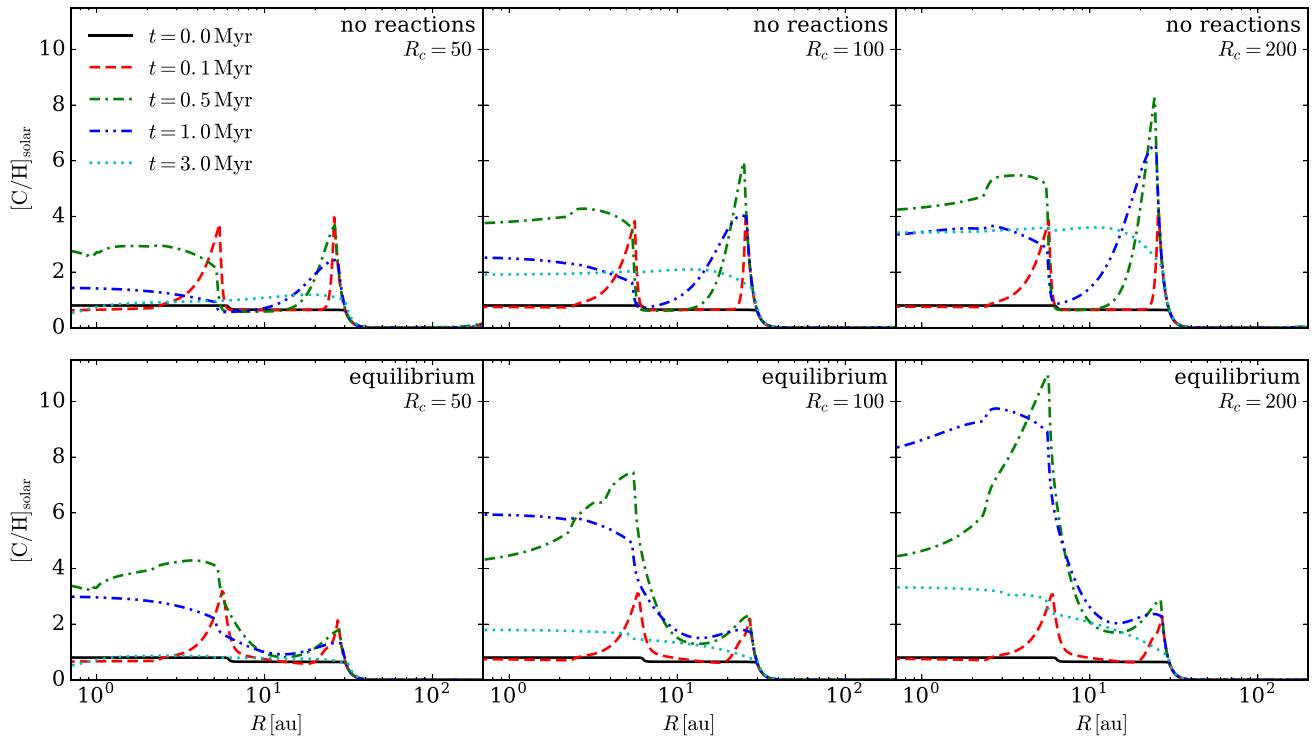 no reactions
R_c = 50
t = 0.0 Myr
t = 0.1 Myr
t = 0.5 Myr
t = 1.0 Myr
t = 3.0 Myr
no reactions
R_c = 100
no reactions
R_c = 200
[C/H]_solar
0
2
4
6
8
10
equilibrium
R_c = 50
equilibrium
R_c = 100
equilibrium
R_c = 200
[C/H]_solar
0
2
4
6
8
10
10^0 10^1 10^2
10^0 10^1 10^2
10^0 10^1 10^2
R [au]
R [au]
R [au]